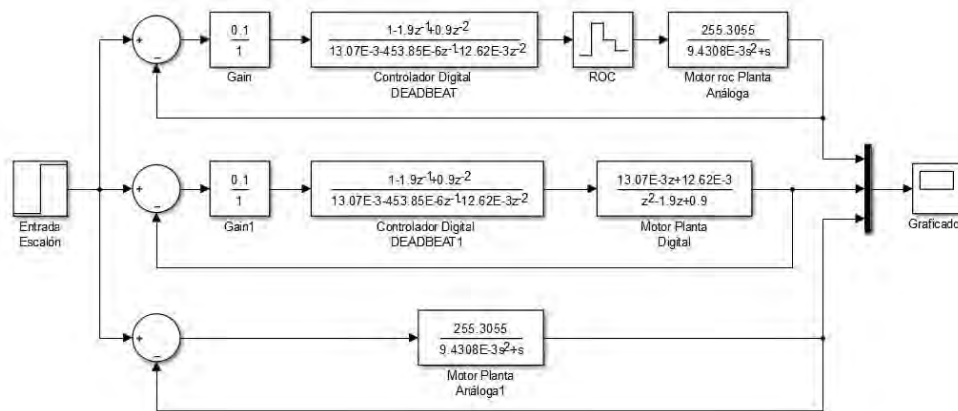 +
−
0.1
1
Gain
1-1.9z-1+0.9z-2
13.07E-3-453.85E-6z-112.62E-3z-2
Controlador Digital
DEADBEAT
ROC
255.3055
9.4308E-3s2+s
Motor roc Planta
Análoga
Entrada
Escalón
+
−
0.1
1
Gain1
1-1.9z-1+0.9z-2
13.07E-3-453.85E-6z-112.62E-3z-2
Controlador Digital
DEADBEAT1
13.07E-3z+12.62E-3
z2-1.9z+0.9
Motor Planta
Digital
Graficador
+
−
255.3055
9.4308E-3s2+s
Motor Planta
Análoga1